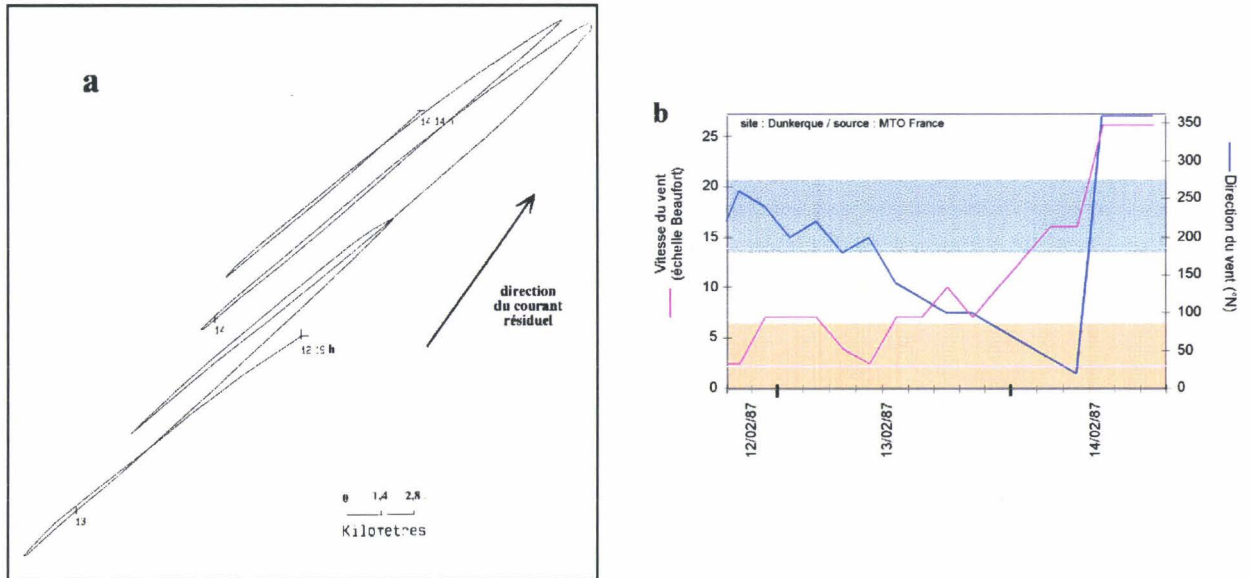 a
14 14 h
direction
du courant
résiduel
14
12 19 h
13
0 1,4 2,8
Kilometres
b
site : Dunkerque / source : MTO France
Vitesse du vent
(échelle Beaufort)
25
20
15
10
5
0
350
300
250
200
150
100
50
0
Direction du vent (°N)
12/02/87
13/02/87
14/02/87